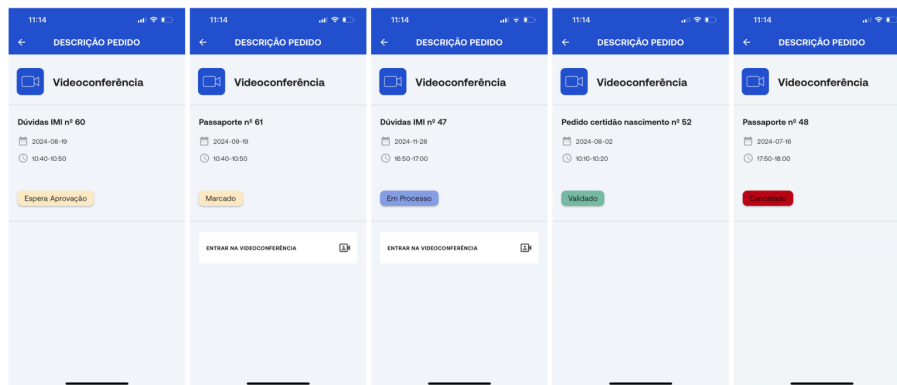 11:14
DESCRIÇÃO PEDIDO
Videoconferência
Dúvidas IMI nº 60
2024-08-19
10:40-10:50
Espera Aprovação
11:14
DESCRIÇÃO PEDIDO
Videoconferência
Passaporte nº 61
2024-09-19
10:40-10:50
Marcado
ENTRAR NA VIDEOCONFERÊNCIA
11:14
DESCRIÇÃO PEDIDO
Videoconferência
Dúvidas IMI nº 47
2024-11-28
16:50-17:00
Em Processo
ENTRAR NA VIDEOCONFERÊNCIA
11:14
DESCRIÇÃO PEDIDO
Videoconferência
Pedido certidão nascimento nº 52
2024-08-02
10:10-10:20
Validado
11:14
DESCRIÇÃO PEDIDO
Videoconferência
Passaporte nº 48
2024-07-16
17:50-18:00
Cancelado